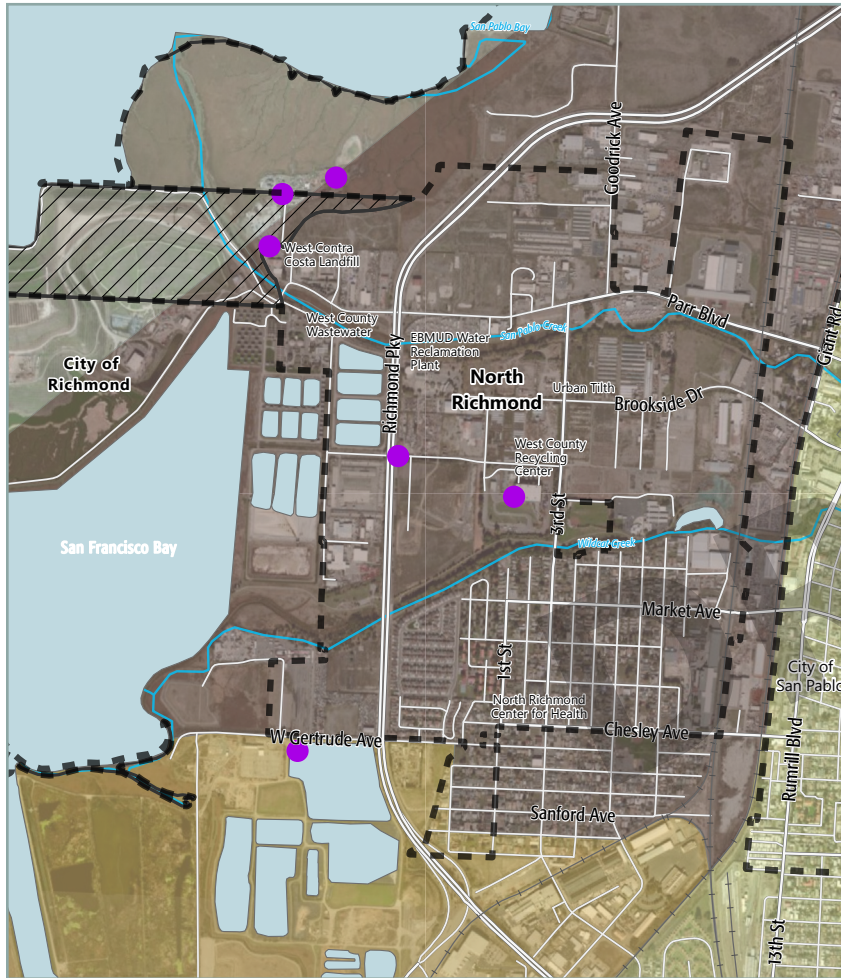 San Pablo Bay
Goodrick Ave
West Contra
Costa Landfill
West County
Wastewater
EBMUD Water
Reclamation
Plant
San Pablo Creek
Parr Blvd
Giant Rd
City of
Richmond
Richmond Pky
North
Richmond
Urban Tilth
Brookside Dr
West County
Recycling
Center
3rd St
San Francisco Bay
Wildcat Creek
Market Ave
1st St
City of
San Pablo
North Richmond
Center for Health
W Gertrude Ave
Chesley Ave
Rumrill Blvd
Sanford Ave
13th St